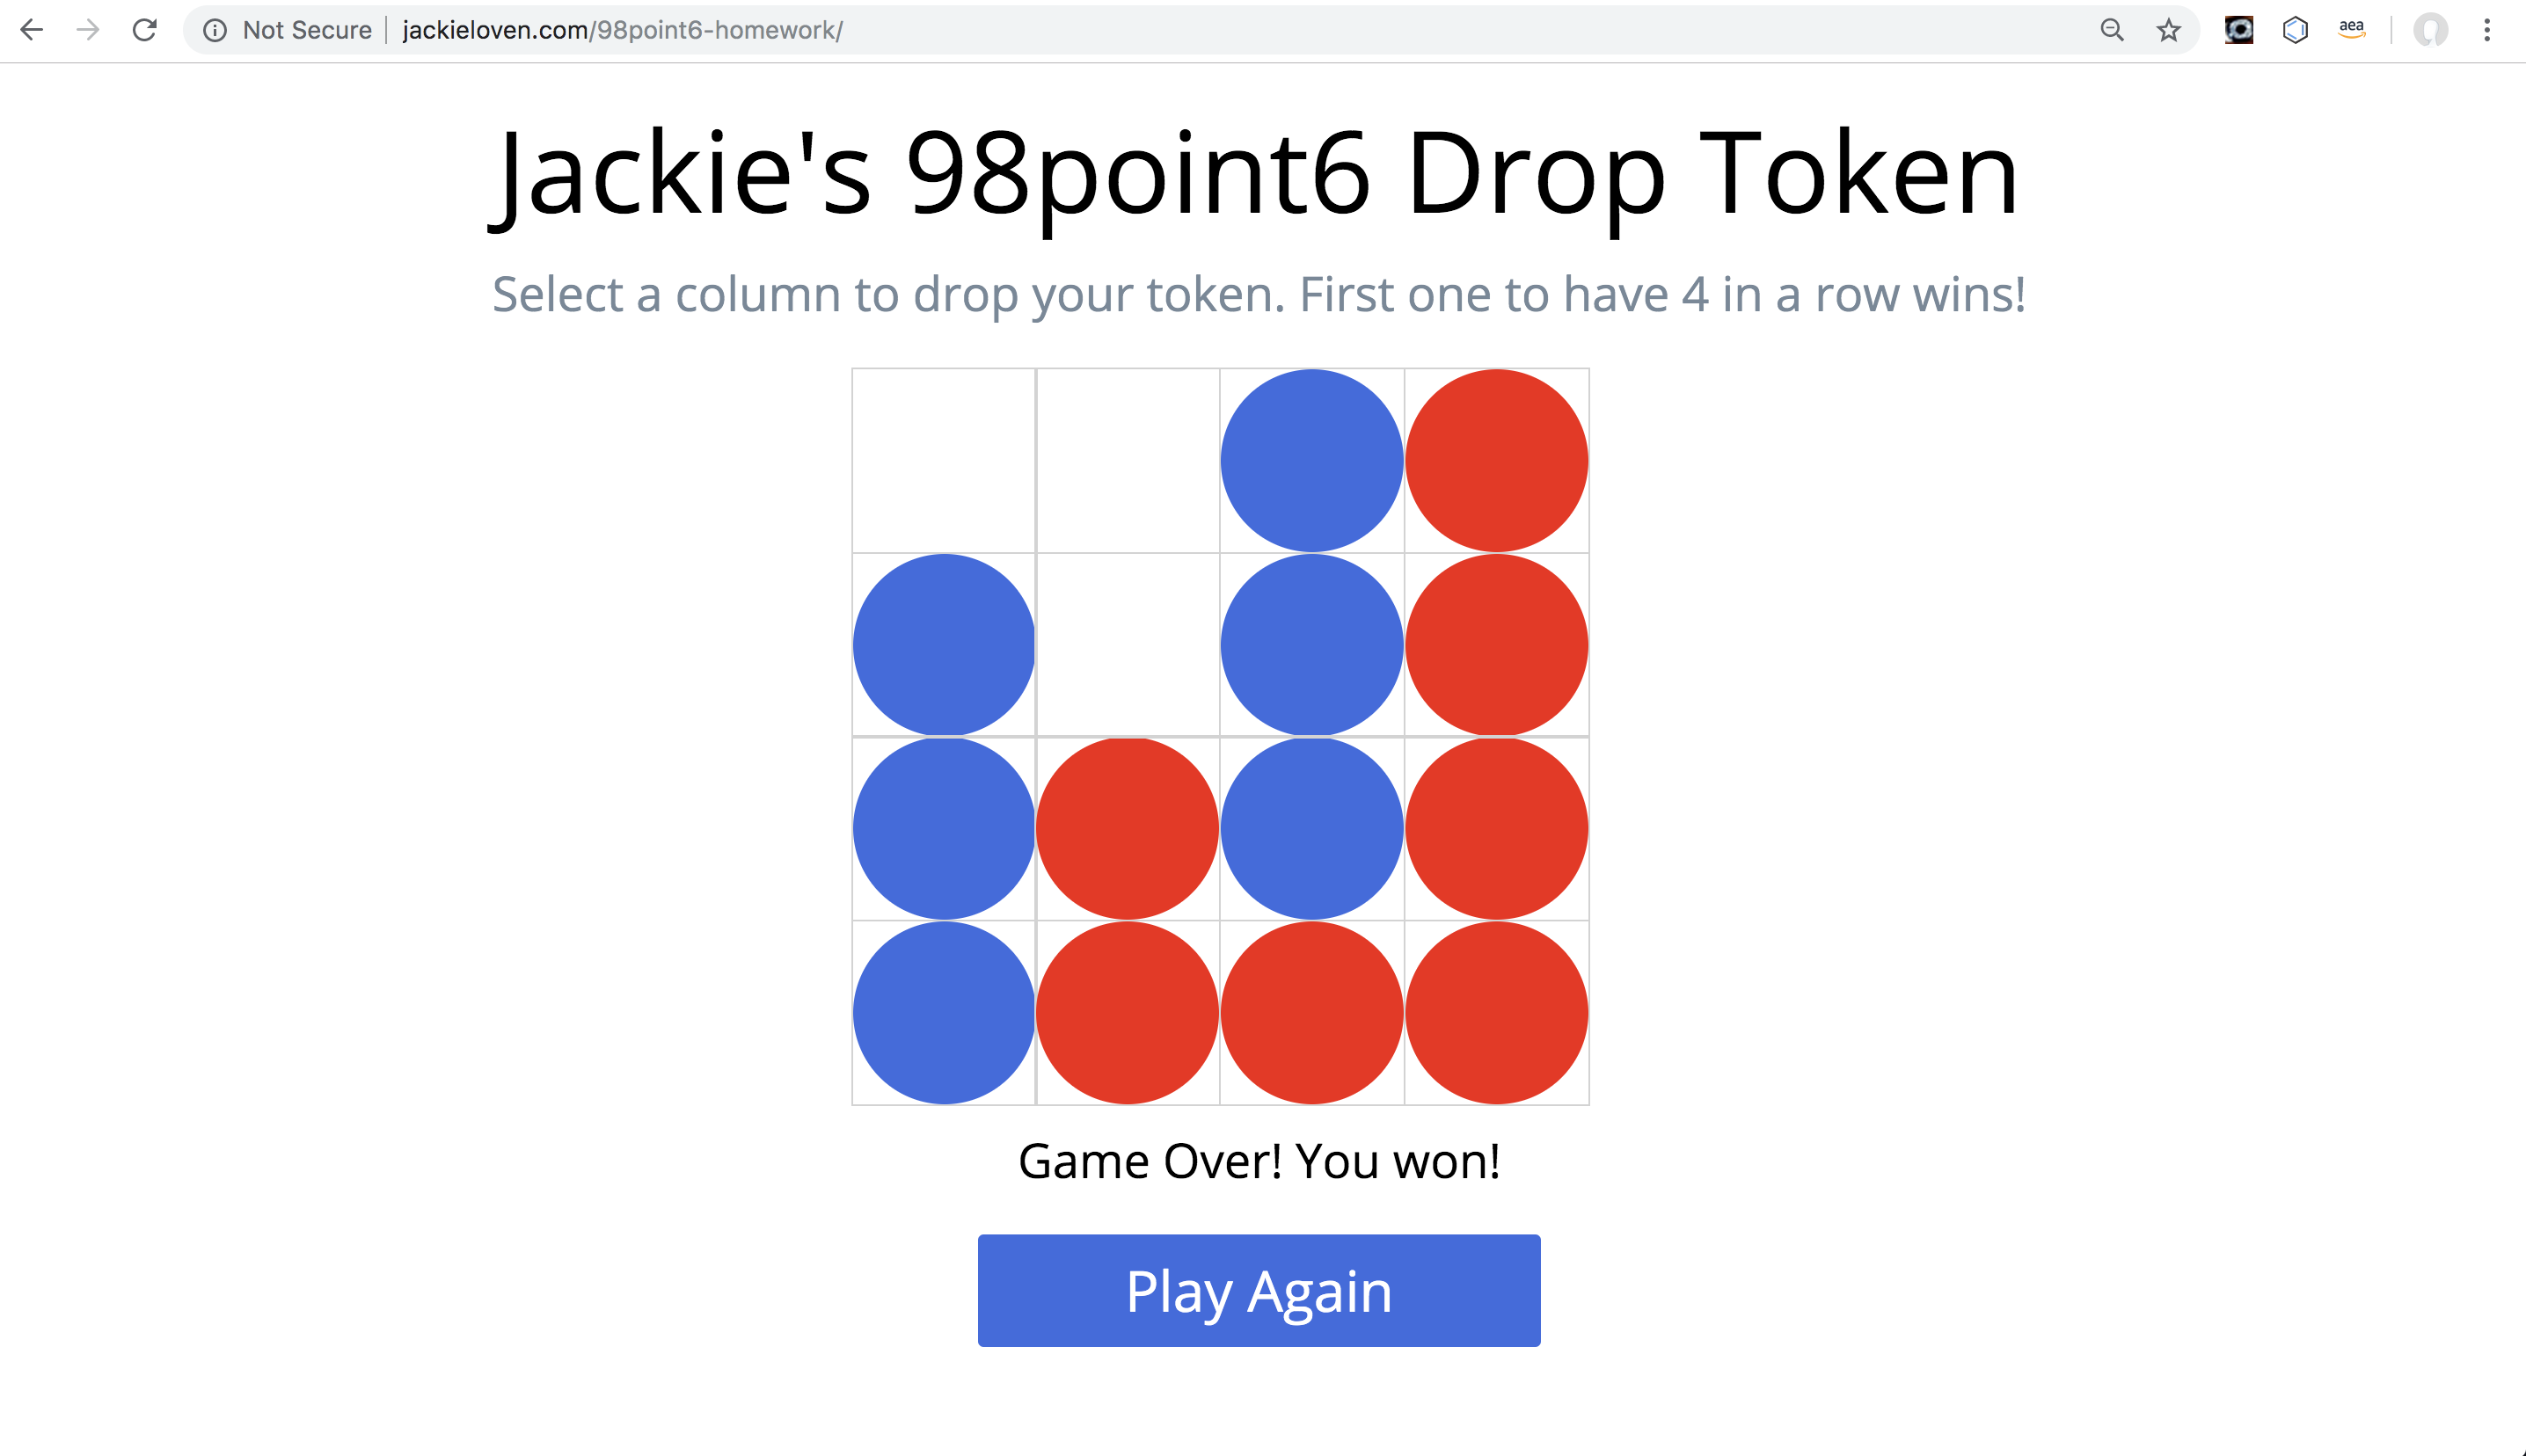 Not Secure jackieloven.com/98point6-homework/
aea
Jackie's 98point6 Drop Token
Select a column to drop your token. First one to have 4 in a row wins!
Game Over! You won!
Play Again